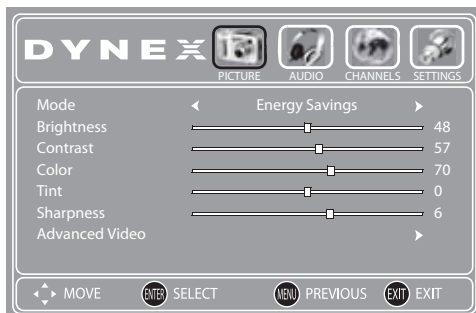 DYNEX
PICTURE AUDIO CHANNELS SETTINGS
Mode Energy Savings
Brightness 48
Contrast 57
Color 70
Tint 0
Sharpness 6
Advanced Video
MOVE ENTER SELECT MENU PREVIOUS EXIT EXIT